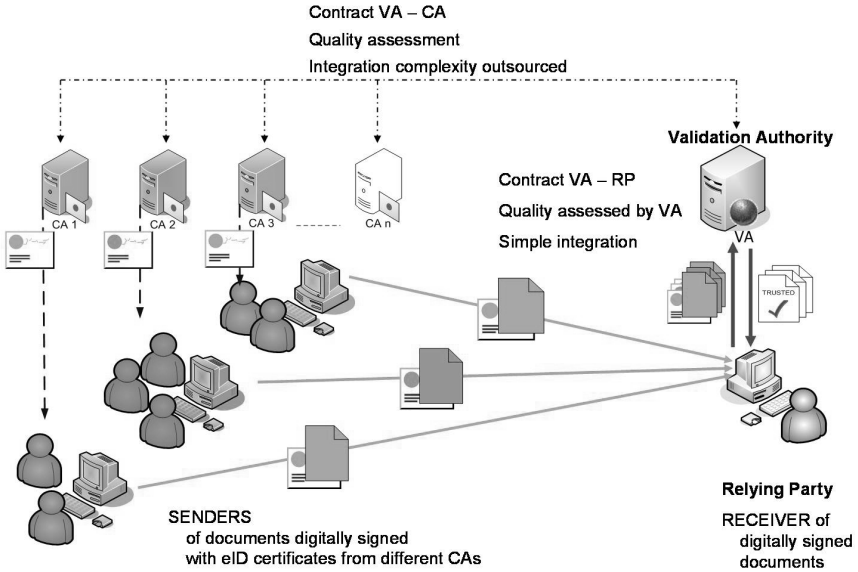 Contract VA – CA
Quality assessment
Integration complexity outsourced
Validation Authority
Contract VA – RP
Quality assessed by VA
Simple integration
CA 1
CA 2
CA 3
CA n
VA
TRUSTED
Relying Party
SENDERS
of documents digitally signed
with eID certificates from different CAs
RECEIVER of
digitally signed
documents